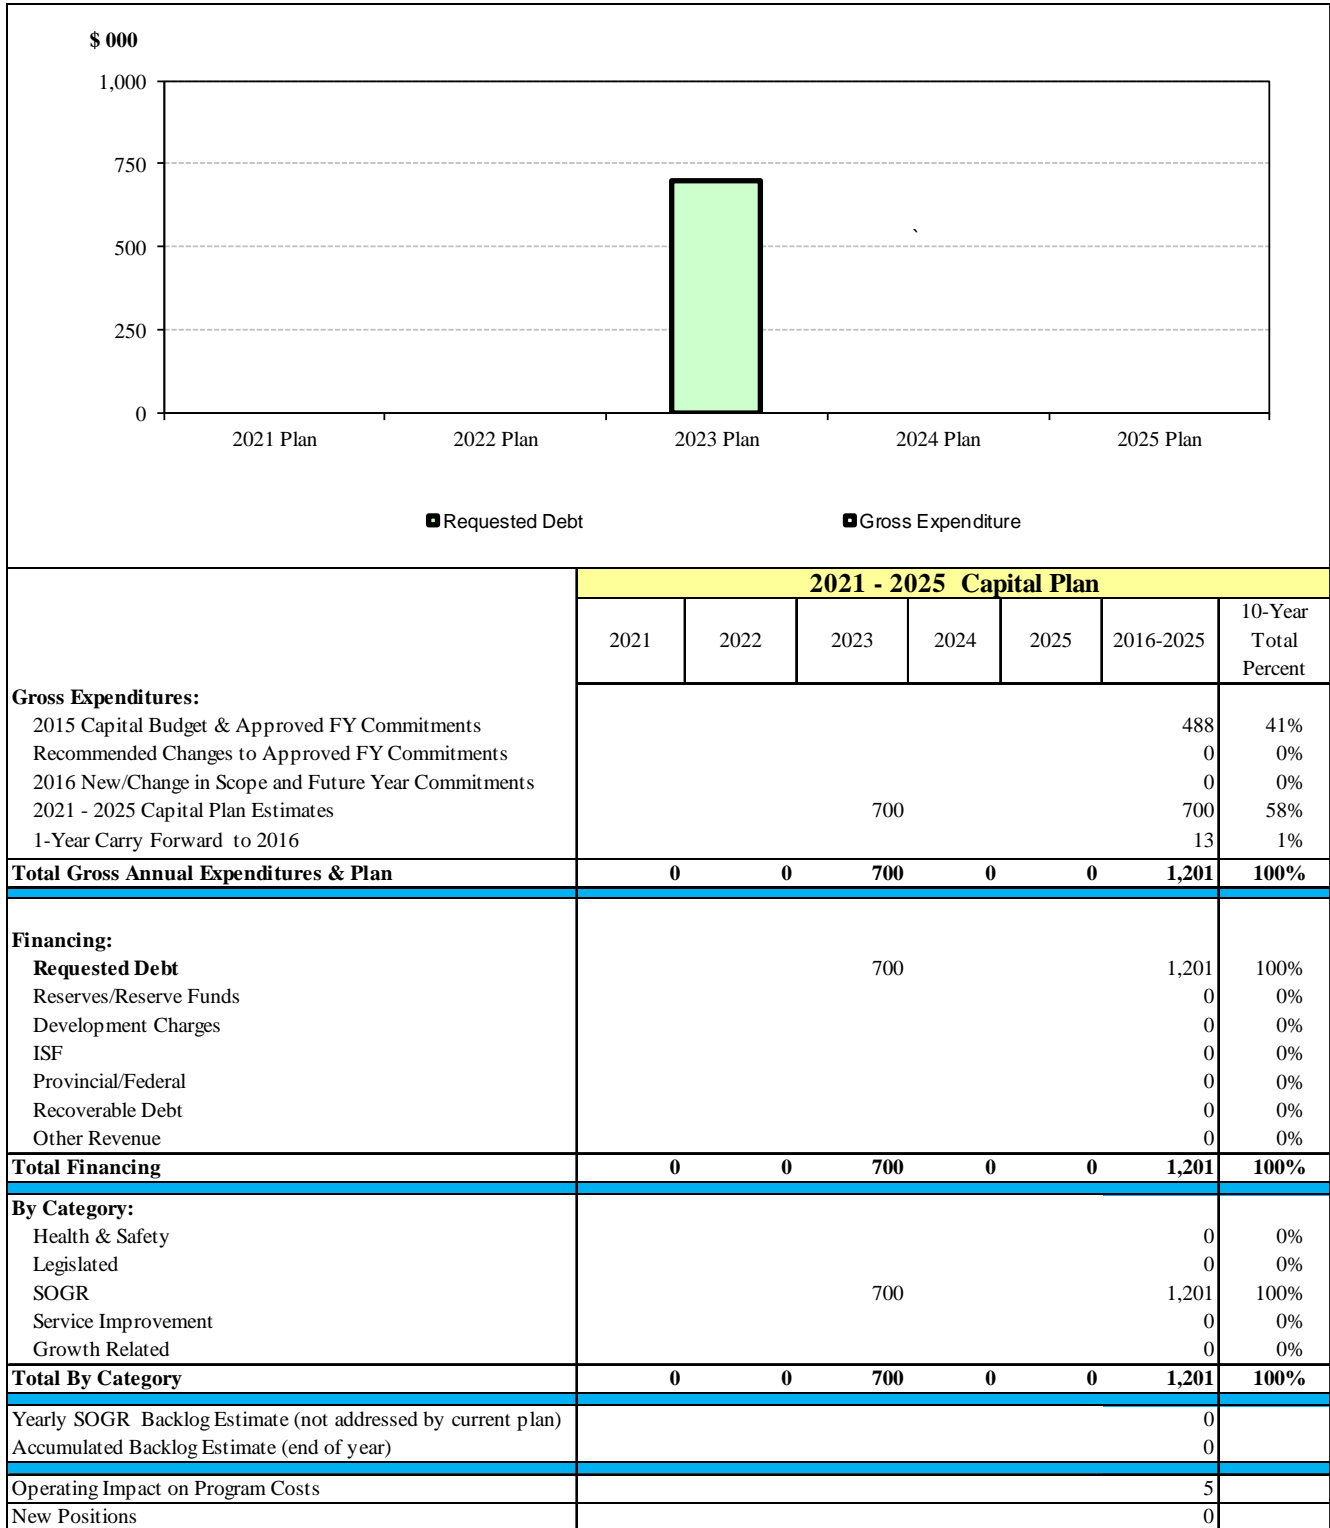 $ 000
1,000
750
500
`
250
0
2021 Plan 2022 Plan 2023 Plan 2024 Plan 2025 Plan
Requested Debt Gross Expenditure
2021 - 2025 Capital Plan
2021 2022 2023 2024 2025 2016-2025 10-Year Total Percent
Gross Expenditures:
2015 Capital Budget & Approved FY Commitments 488 41%
Recommended Changes to Approved FY Commitments 0 0%
2016 New/Change in Scope and Future Year Commitments 0 0%
2021 - 2025 Capital Plan Estimates 700 700 58%
1-Year Carry Forward to 2016 13 1%
Total Gross Annual Expenditures & Plan 0 0 700 0 0 1,201 100%
Financing:
Requested Debt 700 1,201 100%
Reserves/Reserve Funds 0 0%
Development Charges 0 0%
ISF 0 0%
Provincial/Federal 0 0%
Recoverable Debt 0 0%
Other Revenue 0 0%
Total Financing 0 0 700 0 0 1,201 100%
By Category:
Health & Safety 0 0%
Legislated 0 0%
SOGR 700 1,201 100%
Service Improvement 0 0%
Growth Related 0 0%
Total By Category 0 0 700 0 0 1,201 100%
Yearly SOGR Backlog Estimate (not addressed by current plan) 0
Accumulated Backlog Estimate (end of year) 0
Operating Impact on Program Costs 5
New Positions 0